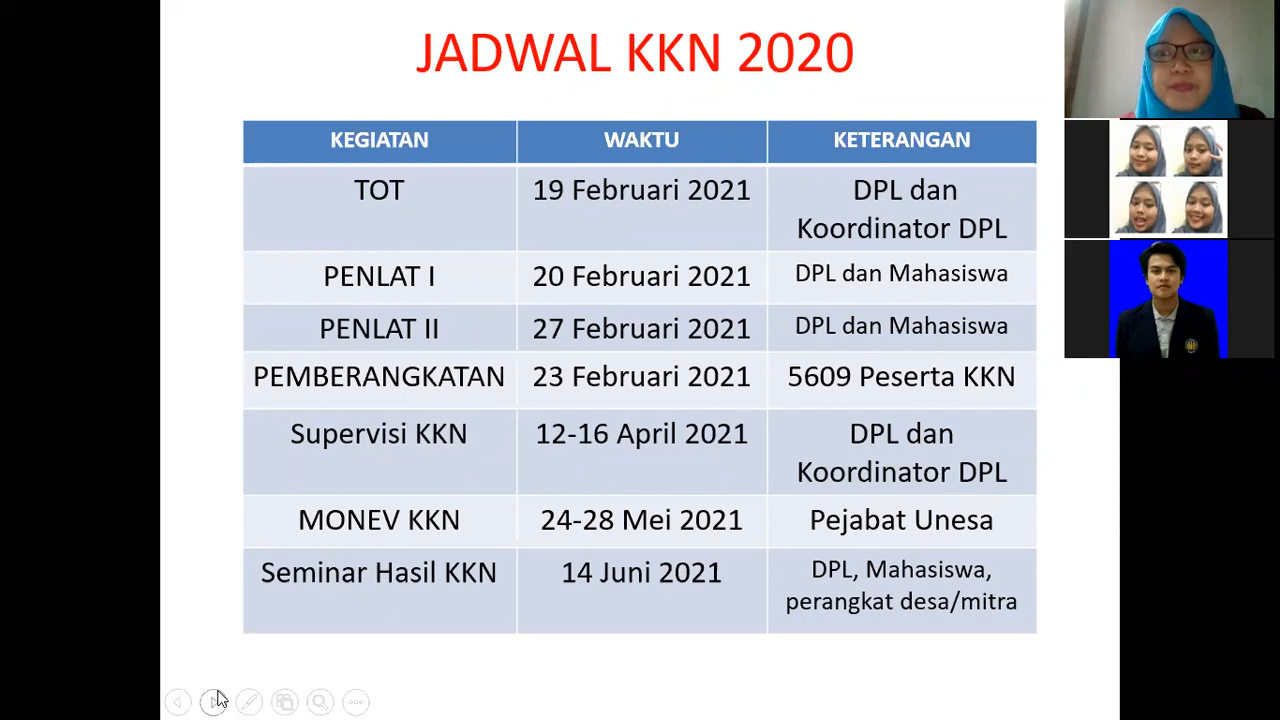 JADWAL KKN 2020
KEGIATAN WAKTU KETERANGAN
TOT 19 Februari 2021 DPL dan
Koordinator DPL
PENLAT I 20 Februari 2021 DPL dan Mahasiswa
PENLAT II 27 Februari 2021 DPL dan Mahasiswa
PEMBERANGKATAN 23 Februari 2021 5609 Peserta KKN
Supervisi KKN 12-16 April 2021 DPL dan
Koordinator DPL
MONEV KKN 24-28 Mei 2021 Pejabat Unesa
Seminar Hasil KKN 14 Juni 2021 DPL, Mahasiswa,
perangkat desa/mitra